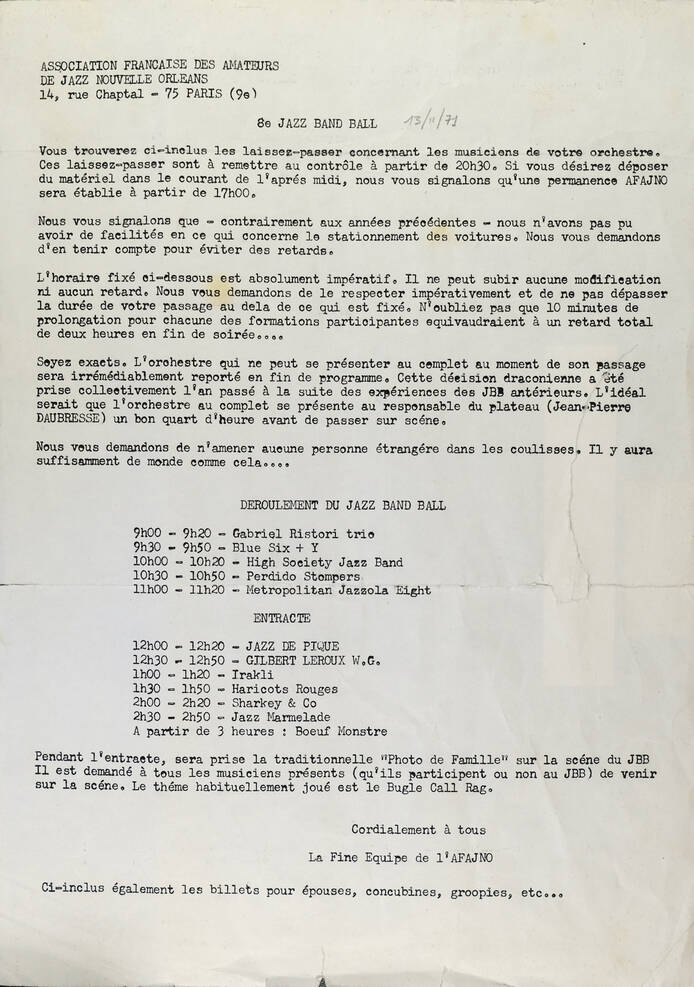 ASSOCIATION FRANCAISE DES AMATEURS
DE JAZZ NOUVELLE ORLEANS
14, rue Chaptal - 75 PARIS (9e)
8e JAZZ BAND BALL 13/11/71
Vous trouverez ci-inclus les laissez-passer concernant les musiciens de votre orchestre.
Ces laissez-passer sont à remettre au contrôle à partir de 20h30. Si vous désirez déposer
du matériel dans le courant de l'aprés midi, nous vous signalons qu'une permanence AFAJNO
sera établie à partir de 17h00.
Nous vous signalons que - contrairement aux années précédentes - nous n'avons pas pu
avoir de facilités en ce qui concerne le stationnement des voitures. Nous vous demandons
d'en tenir compte pour éviter des retards.
L'horaire fixé ci-dessous est absolument impératif. Il ne peut subir aucune modification
ni aucun retard. Nous vous demandons de le respecter impérativement et de ne pas dépasser
la durée de votre passage au dela de ce qui est fixé. N'oubliez pas que 10 minutes de
prolongation pour chacune des formations participantes equivaudraient à un retard total
de deux heures en fin de soirée....
Soyez exacts. L'orchestre qui ne peut se présenter au complet au moment de son passage
sera irrémédiablement reporté en fin de programme. Cette décision draconienne a été
prise collectivement l'an passé à la suite des expériences des JBB antérieurs. L'idéal
serait que l'orchestre au complet se présente au responsable du plateau (Jean-Pierre
DAUBRESSE) un bon quart d'heure avant de passer sur scéne.
Nous vous demandons de n'amener aucune personne étrangére dans les coulisses. Il y aura
suffisamment de monde comme cela....
DEROULEMENT DU JAZZ BAND BALL
9h00 - 9h20 - Gabriel Ristori trio
9h30 - 9h50 - Blue Six + Y
10h00 - 10h20 - High Society Jazz Band
10h30 - 10h50 - Perdido Stompers
11h00 - 11h20 - Metropolitan Jazzola Eight
ENTRACTE
12h00 - 12h20 - JAZZ DE PIQUE
12h30 - 12h50 - GILBERT LEROUX W.G.
1h00 - 1h20 - Irakli
1h30 - 1h50 - Haricots Rouges
2h00 - 2h20 - Sharkey & Co
2h30 - 2h50 - Jazz Marmelade
A partir de 3 heures : Boeuf Monstre
Pendant l'entracte, sera prise la traditionnelle "Photo de Famille" sur la scéne du JBB
Il est demandé à tous les musiciens présents (qu'ils participent ou non au JBB) de venir
sur la scéne. Le théme habituellement joué est le Bugle Call Rag.
Cordialement à tous
La Fine Equipe de l'AFAJNO
Ci-inclus également les billets pour épouses, concubines, groopies, etc...